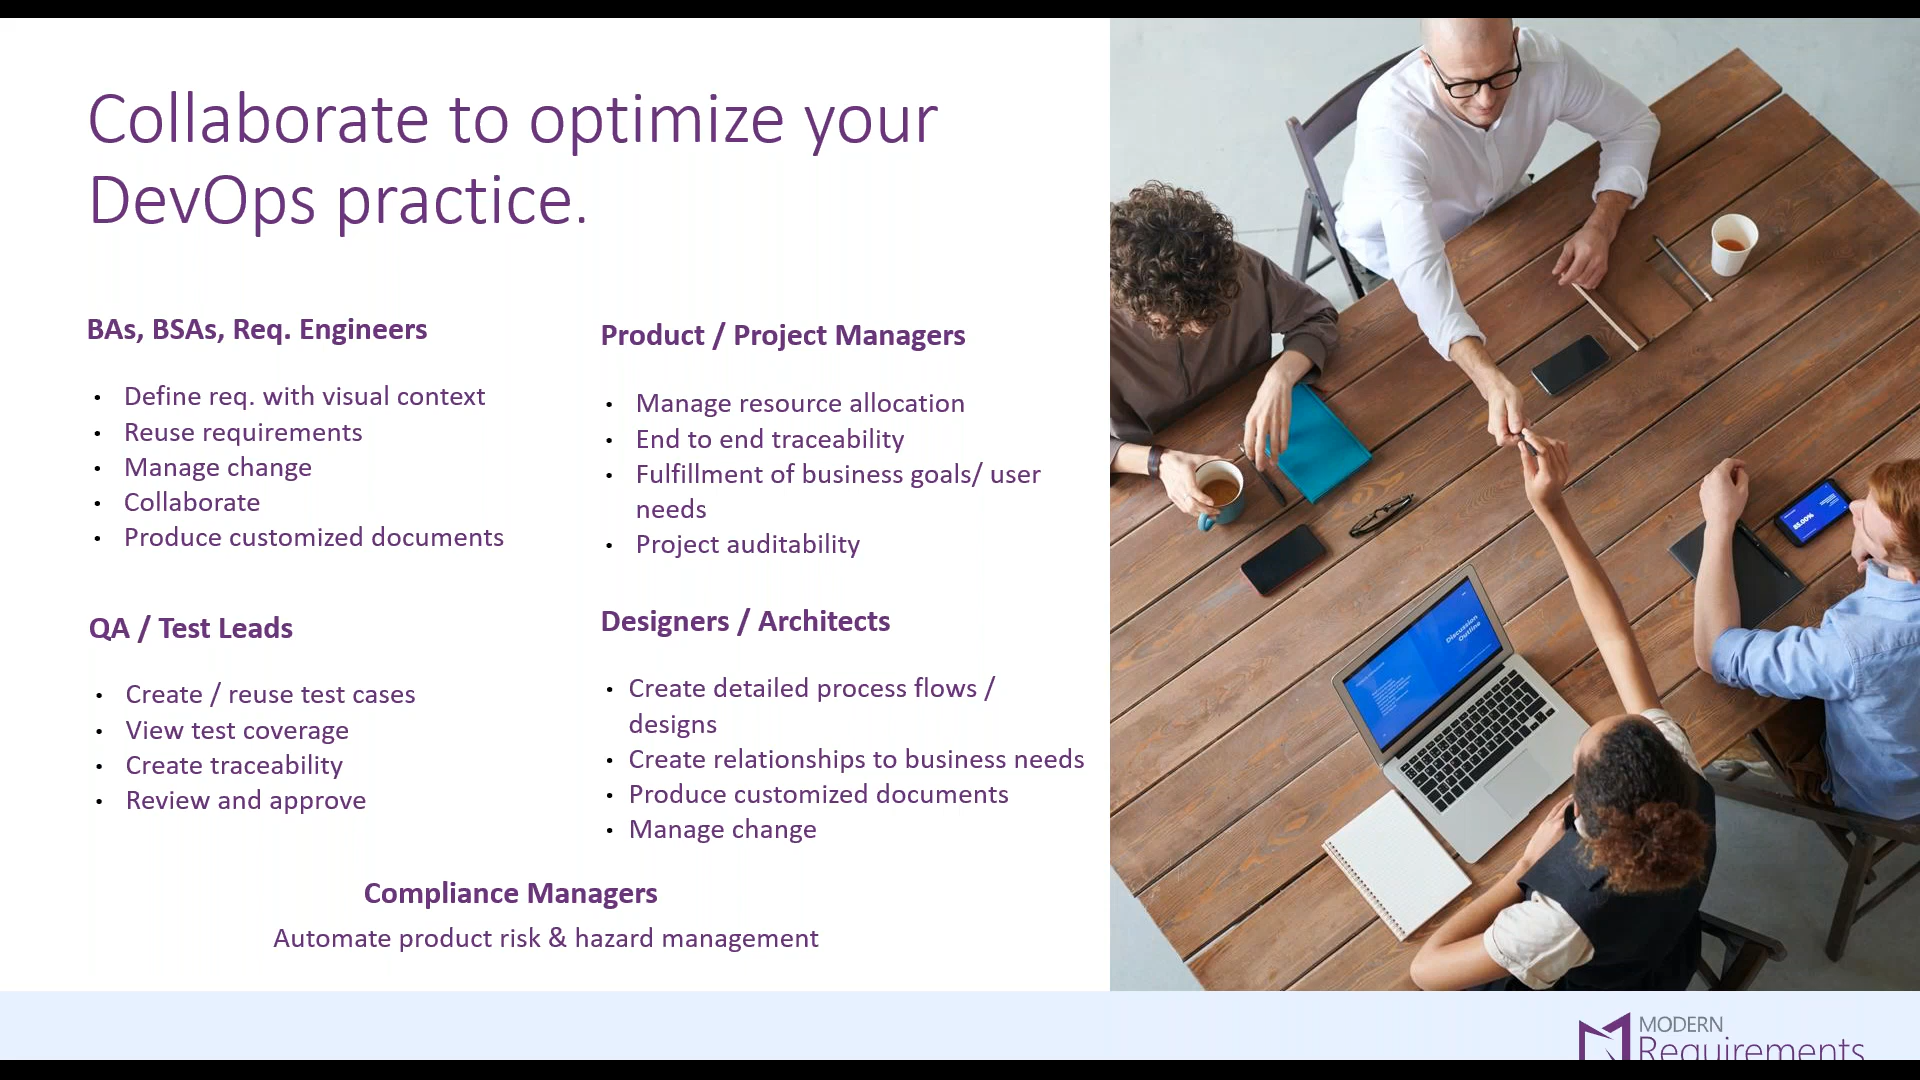 Collaborate to optimize your
DevOps practice.
BAs, BSAs, Req. Engineers
Define req. with visual context
Reuse requirements
Manage change
Collaborate
Produce customized documents
Product / Project Managers
Manage resource allocation
End to end traceability
Fulfillment of business goals/ user
needs
Project auditability
QA / Test Leads
Create / reuse test cases
View test coverage
Create traceability
Review and approve
Designers / Architects
Create detailed process flows /
designs
Create relationships to business needs
Produce customized documents
Manage change
Compliance Managers
Automate product risk & hazard management
Discussion
Outline
85.00%
MODERN
Requirements